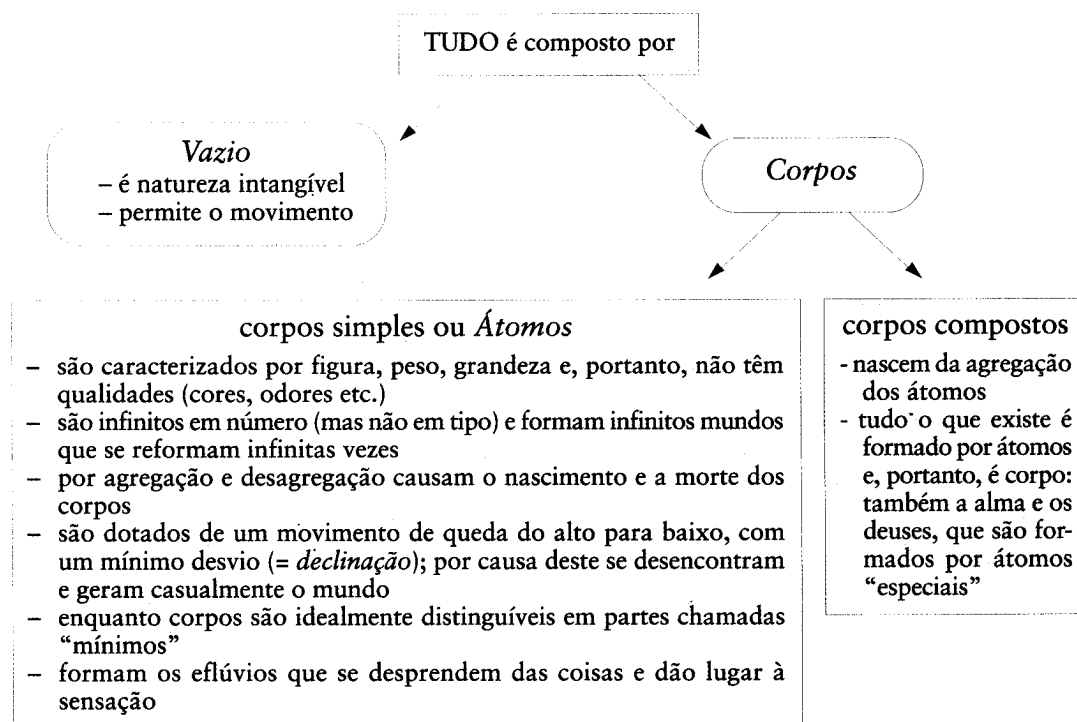 TUDO é composto por
Vazio
– é natureza intangível
– permite o movimento
Corpos
corpos simples ou Átomos
– são caracterizados por figura, peso, grandeza e, portanto, não têm
qualidades (cores, odores etc.)
– são infinitos em número (mas não em tipo) e formam infinitos mundos
que se reformam infinitas vezes
– por agregação e desagregação causam o nascimento e a morte dos
corpos
– são dotados de um movimento de queda do alto para baixo, com
um mínimo desvio (= declinação); por causa deste se desencontram
e geram casualmente o mundo
– enquanto corpos são idealmente distinguíveis em partes chamadas
“mínimos”
– formam os eflúvios que se desprendem das coisas e dão lugar à
sensação
corpos compostos
- nascem da agregação
dos átomos
- tudo o que existe é
formado por átomos
e, portanto, é corpo:
também a alma e os
deuses, que são for-
mados por átomos
“especiais”